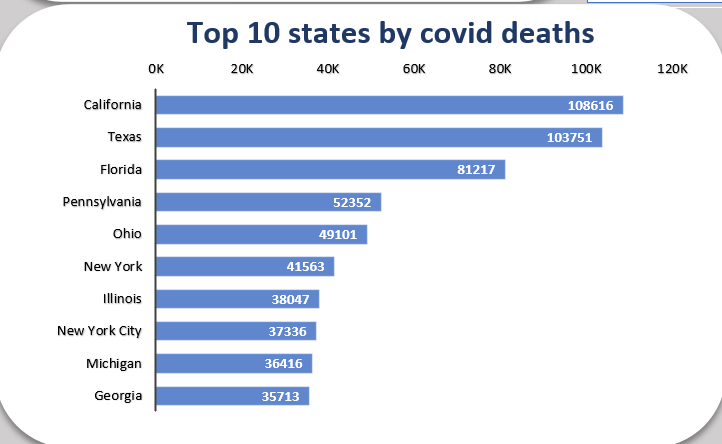 Top 10 states by covid deaths
0K 20K 40K 60K 80K 100K 120K
California 108616
Texas 103751
Florida 81217
Pennsylvania 52352
Ohio 49101
New York 41563
Illinois 38047
New York City 37336
Michigan 36416
Georgia 35713